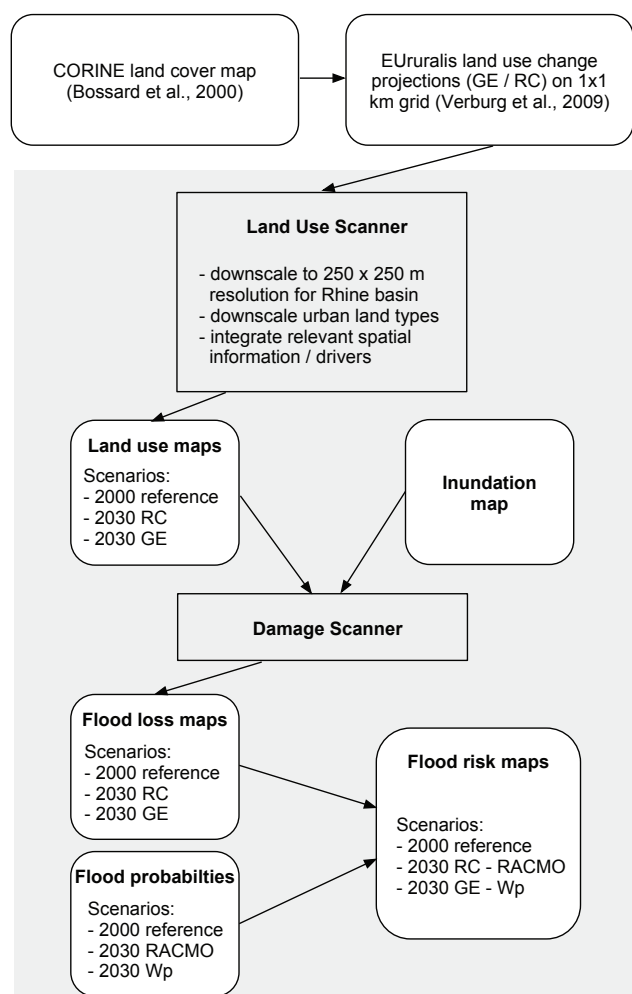 CORINE land cover map
(Bossard et al., 2000)
EUruralis land use change
projections (GE / RC) on 1x1
km grid (Verburg et al., 2009)
Land Use Scanner
- downscale to 250 x 250 m
resolution for Rhine basin
- downscale urban land types
- integrate relevant spatial
information / drivers
Land use maps
Scenarios:
- 2000 reference
- 2030 RC
- 2030 GE
Inundation
map
Damage Scanner
Flood loss maps
Scenarios:
- 2000 reference
- 2030 RC
- 2030 GE
Flood probabilties
Scenarios:
- 2000 reference
- 2030 RACMO
- 2030 Wp
Flood risk maps
Scenarios:
- 2000 reference
- 2030 RC - RACMO
- 2030 GE - Wp